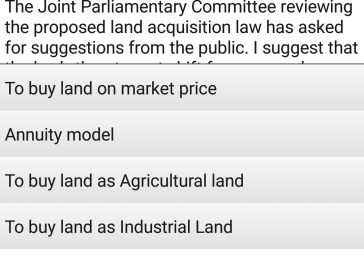 The Joint Parliamentary Committee reviewing
the proposed land acquisition law has asked
for suggestions from the public. I suggest that
To buy land on market price
Annuity model
To buy land as Agricultural land
To buy land as Industrial Land